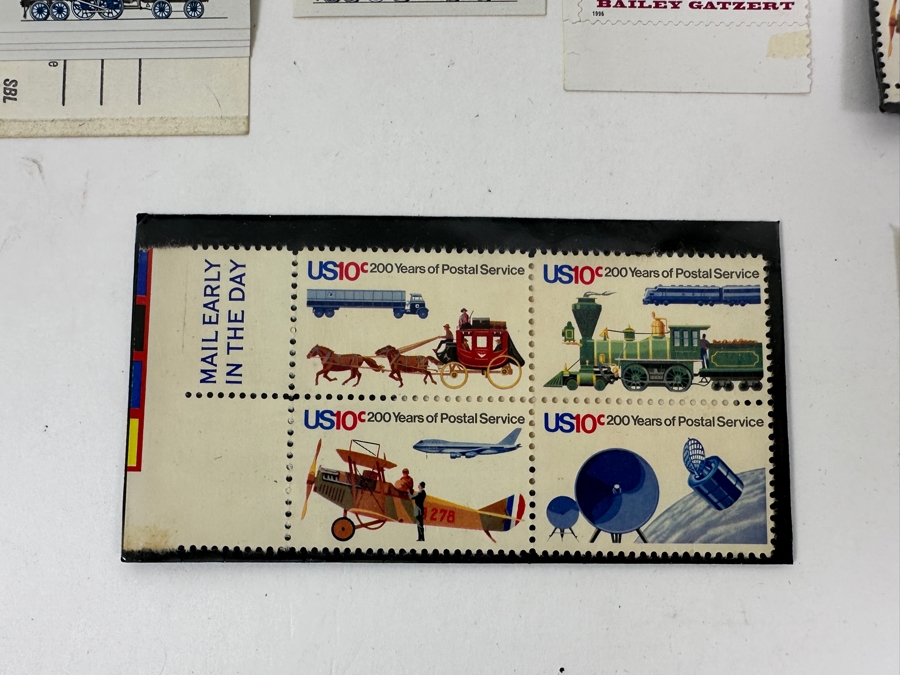 BAILEY GATZERT
1996
e
SBL
MAIL EARLY
IN THE DAY
US10c 200 Years of Postal Service
US10c 200 Years of Postal Service
US10c 200 Years of Postal Service
278
US10c 200 Years of Postal Service